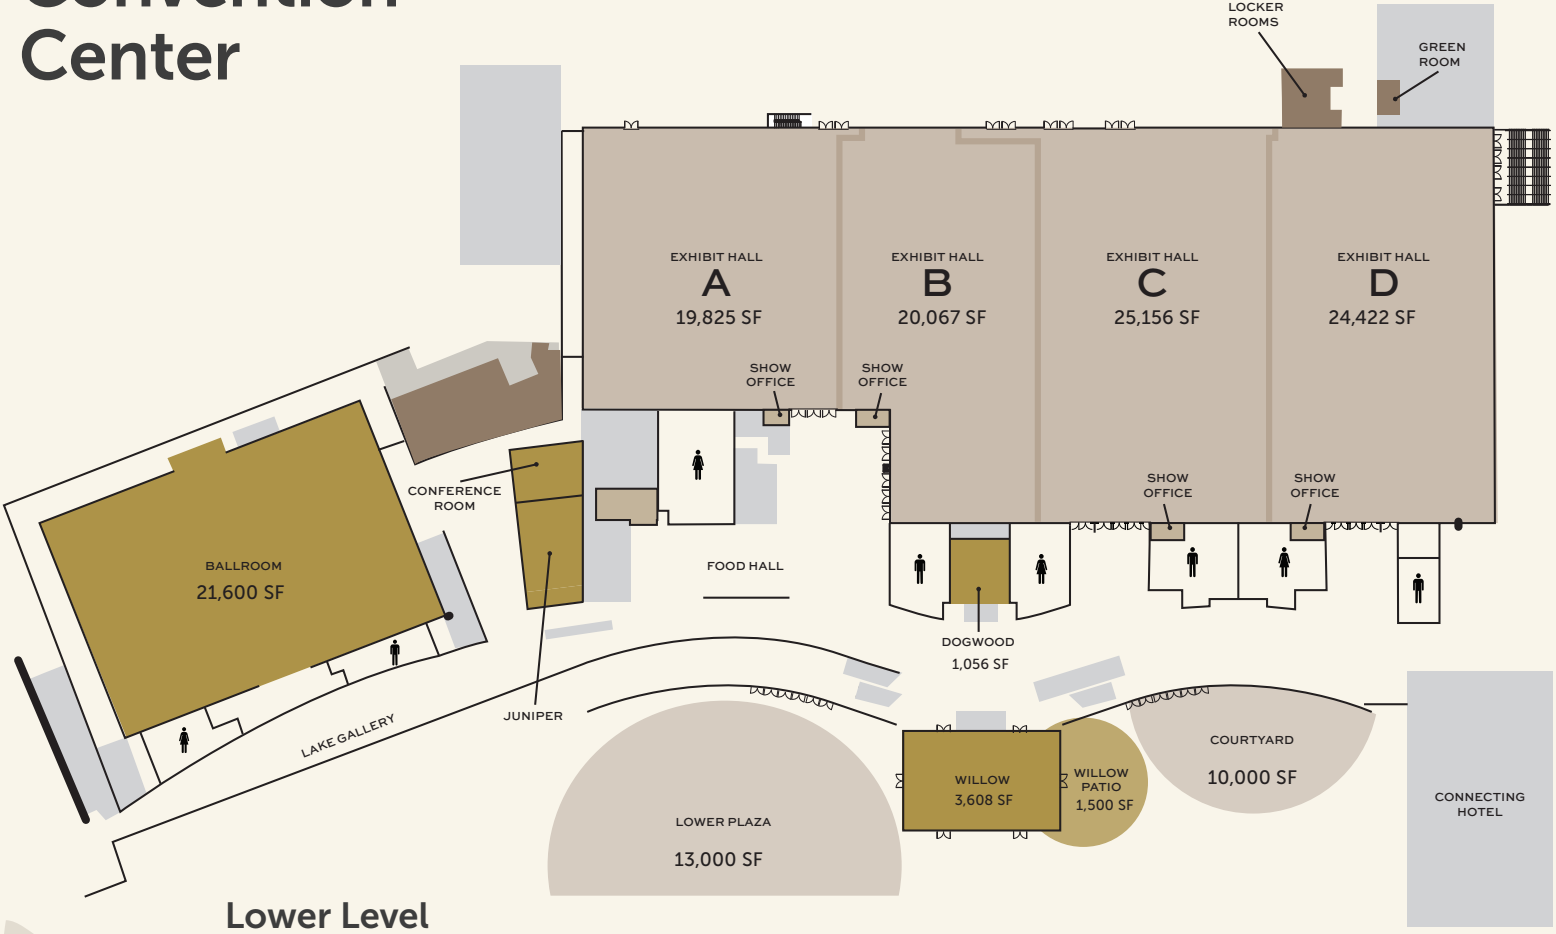 Convention
Center
LOCKER
ROOMS
GREEN
ROOM
EXHIBIT HALL
A
19,825 SF
EXHIBIT HALL
B
20,067 SF
EXHIBIT HALL
C
25,156 SF
EXHIBIT HALL
D
24,422 SF
SHOW
OFFICE
SHOW
OFFICE
SHOW
OFFICE
SHOW
OFFICE
CONFERENCE
ROOM
BALLROOM
21,600 SF
FOOD HALL
DOGWOOD
1,056 SF
JUNIPER
LAKE GALLERY
LOWER PLAZA
13,000 SF
WILLOW
3,608 SF
WILLOW
PATIO
1,500 SF
COURTYARD
10,000 SF
CONNECTING
HOTEL
Lower Level